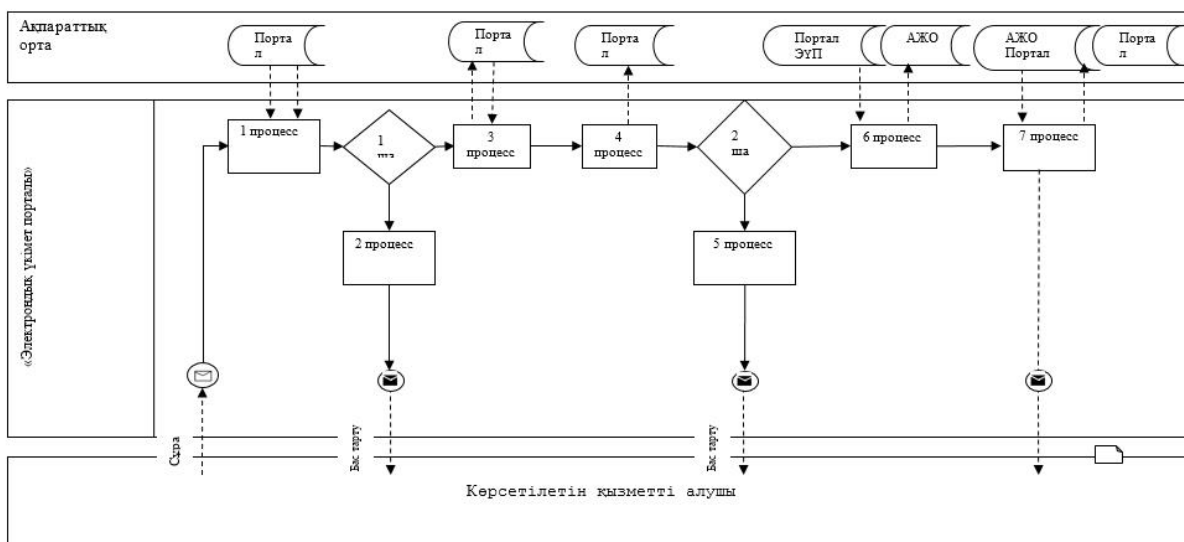 Ақпараттық
орта
Порта
л
Порта
л
Порта
л
Портал
ЭҮП
АЖО
АЖО
Портал
Порта
л
«Электрондық үкімет порталы»
1 процесс
1
ша
3
процесс
4
процесс
2
ша
6 процесс
7 процесс
2 процесс
5 процесс
Сұра
Бас тарту
Бас тарту
Көрсетілетін қызметті алушы